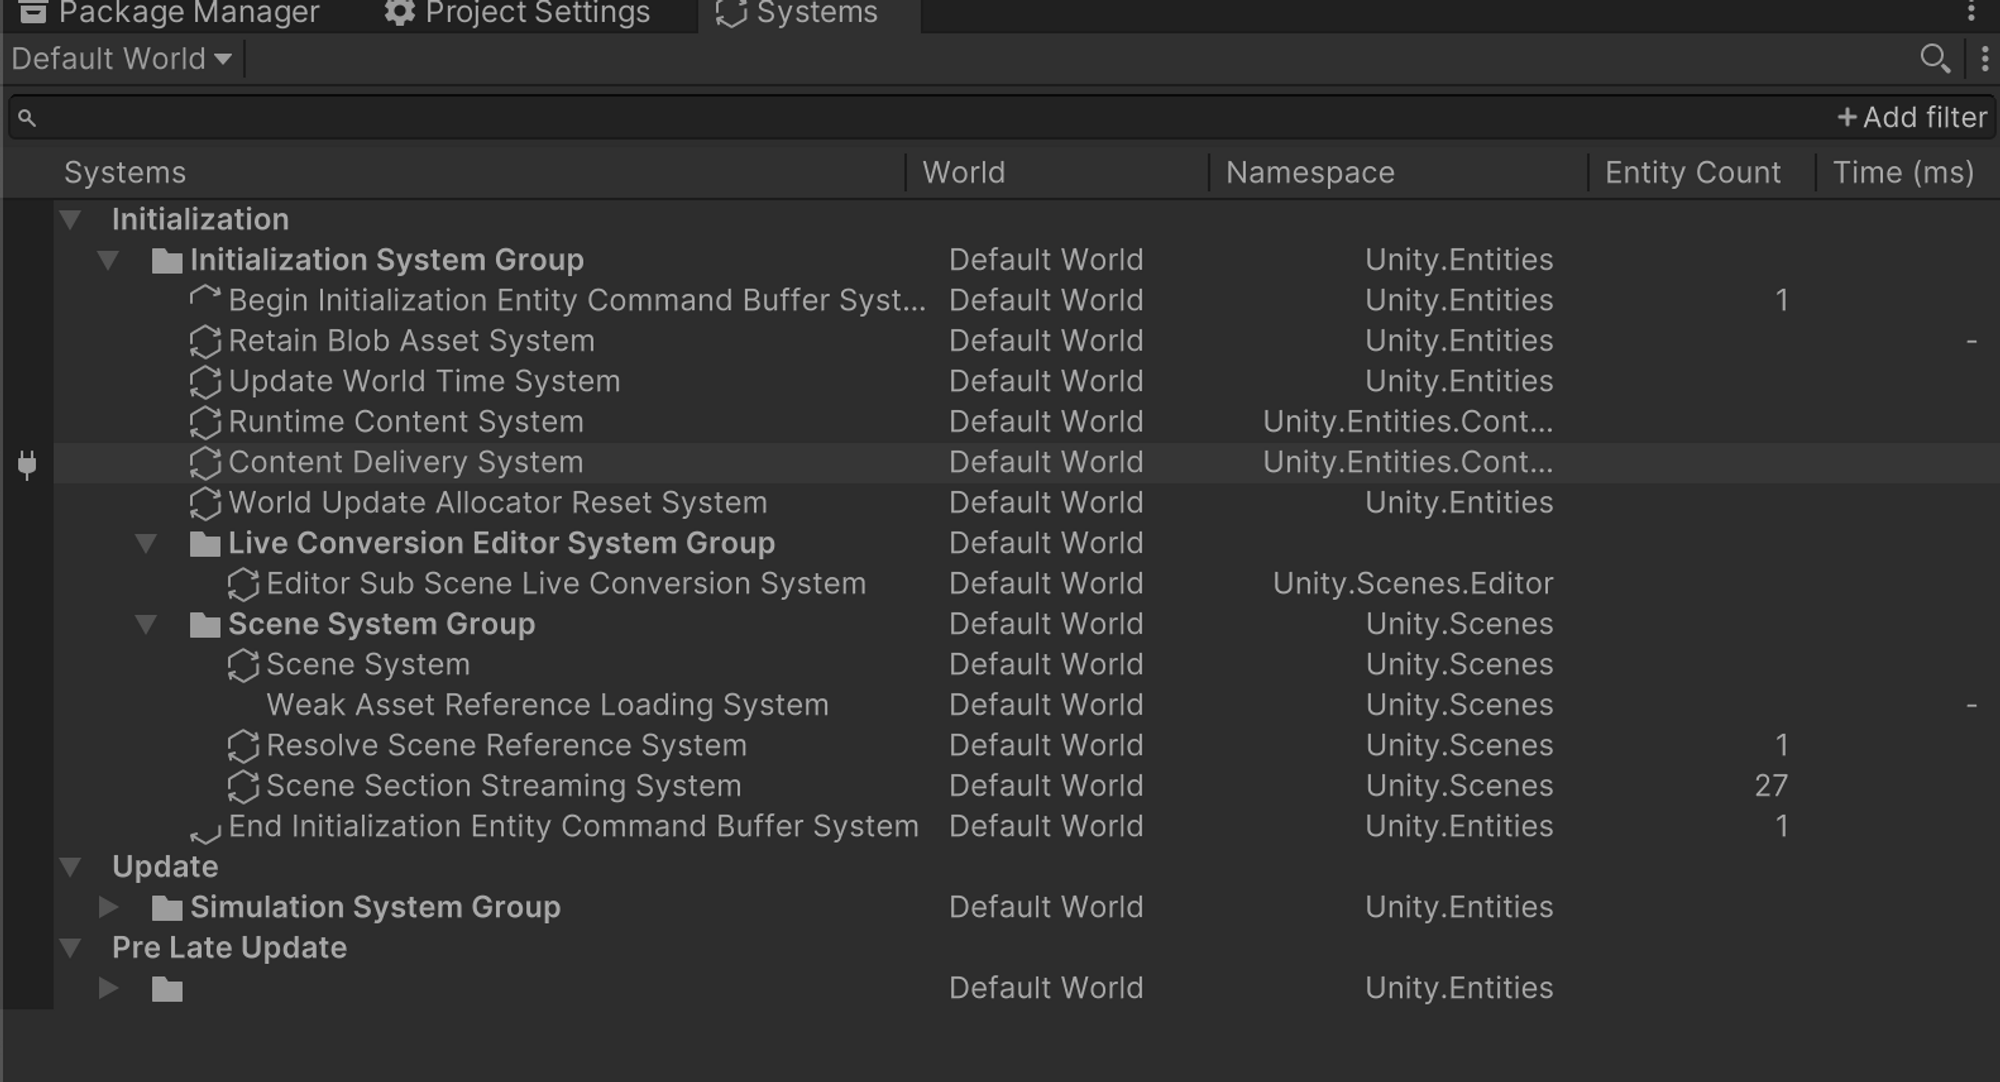 Package Manager Project Settings Systems
Default World
+ Add filter
Systems World Namespace Entity Count Time (ms)
Initialization
Initialization System Group Default World Unity.Entities
Begin Initialization Entity Command Buffer Syst... Default World Unity.Entities 1
Retain Blob Asset System Default World Unity.Entities -
Update World Time System Default World Unity.Entities
Runtime Content System Default World Unity.Entities.Cont...
Content Delivery System Default World Unity.Entities.Cont...
World Update Allocator Reset System Default World Unity.Entities
Live Conversion Editor System Group Default World
Editor Sub Scene Live Conversion System Default World Unity.Scenes.Editor
Scene System Group Default World Unity.Scenes
Scene System Default World Unity.Scenes
Weak Asset Reference Loading System Default World Unity.Scenes -
Resolve Scene Reference System Default World Unity.Scenes 1
Scene Section Streaming System Default World Unity.Scenes 27
End Initialization Entity Command Buffer System Default World Unity.Entities 1
Update
Simulation System Group Default World Unity.Entities
Pre Late Update
Default World Unity.Entities